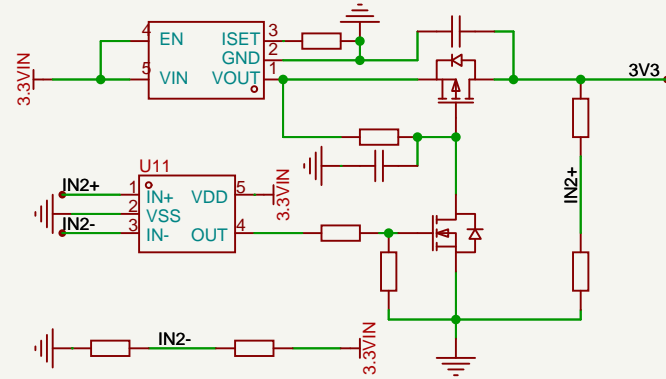 4 EN ISET 3
GND 2
5 VIN VOUT 1
3.3VIN
3V3
U11
IN2+ 1 IN+ VDD 5
2 VSS
IN2- 3 IN- OUT 4
3.3VIN
IN2+
IN2-
3.3VIN